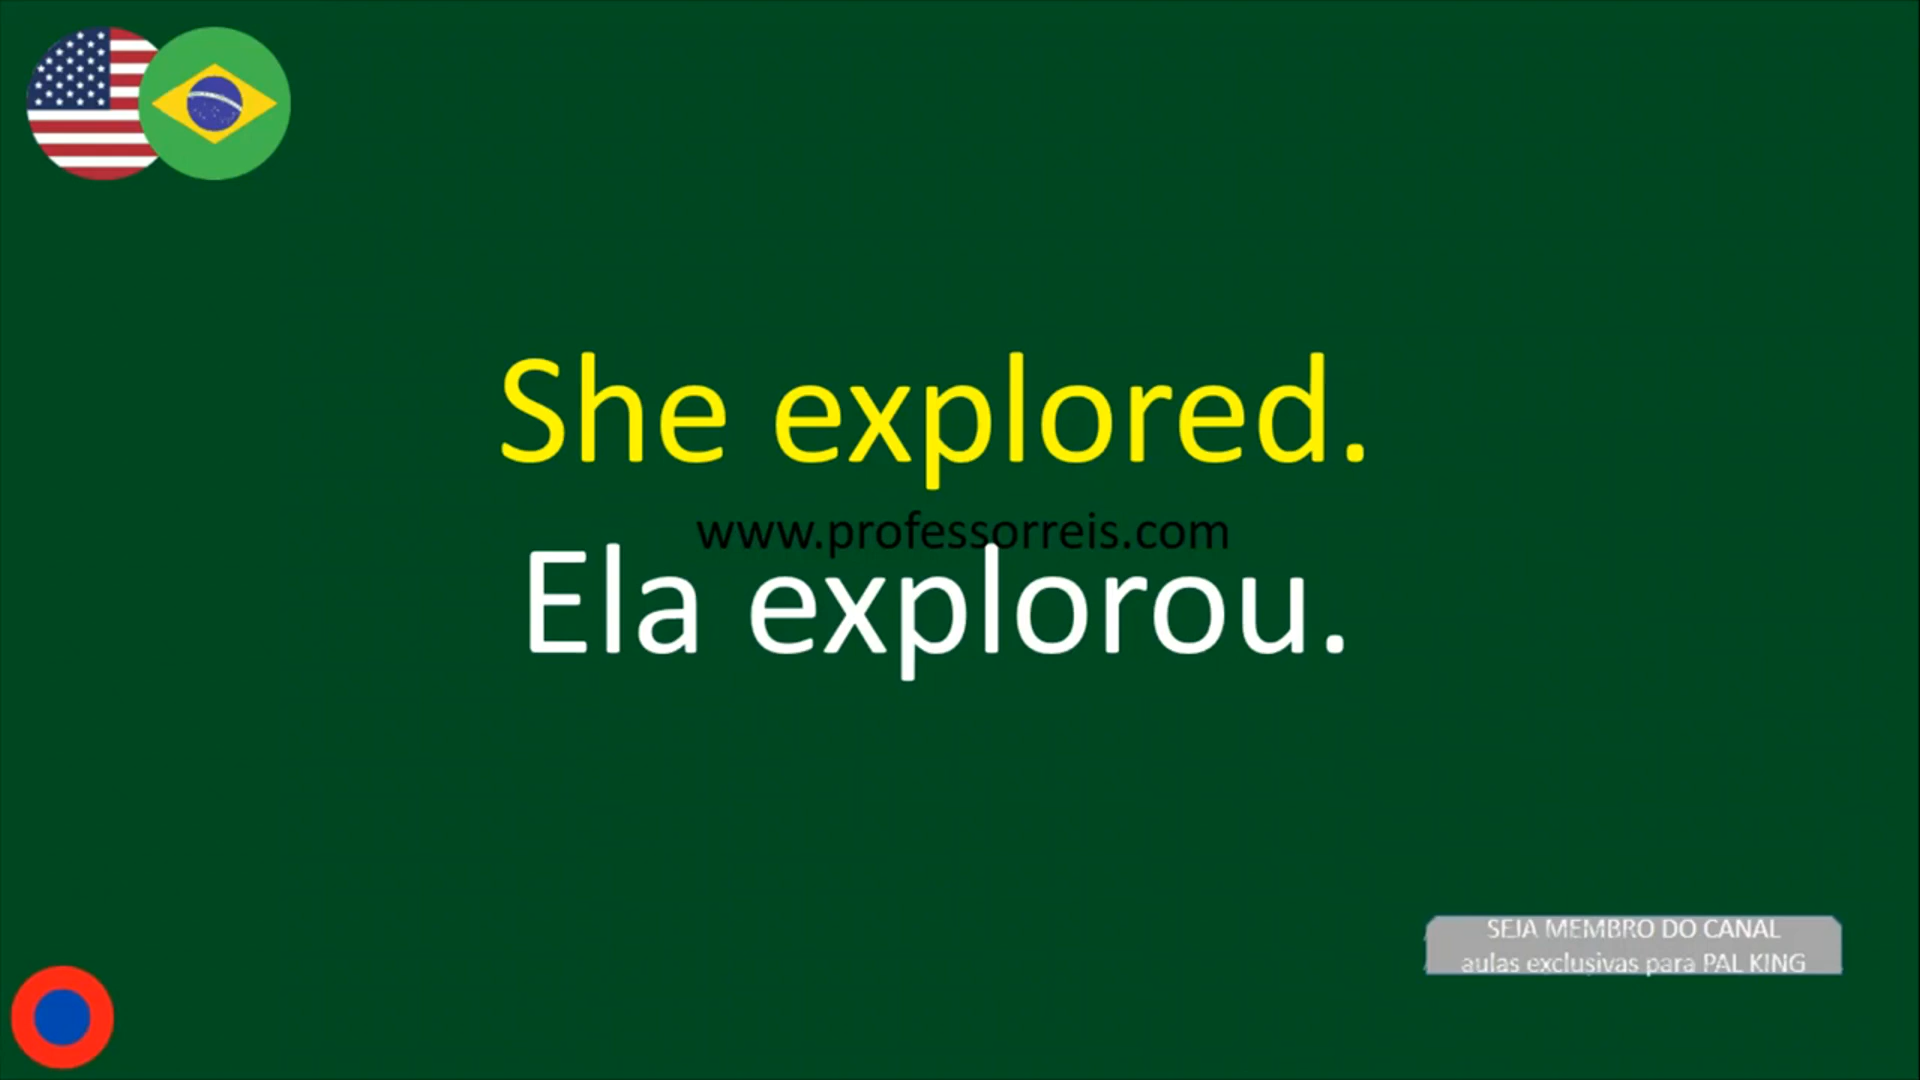 She explored.
www.professorreis.com
Ela explorou.
SEJA MEMBRO DO CANAL
aulas exclusivas para PAL KING